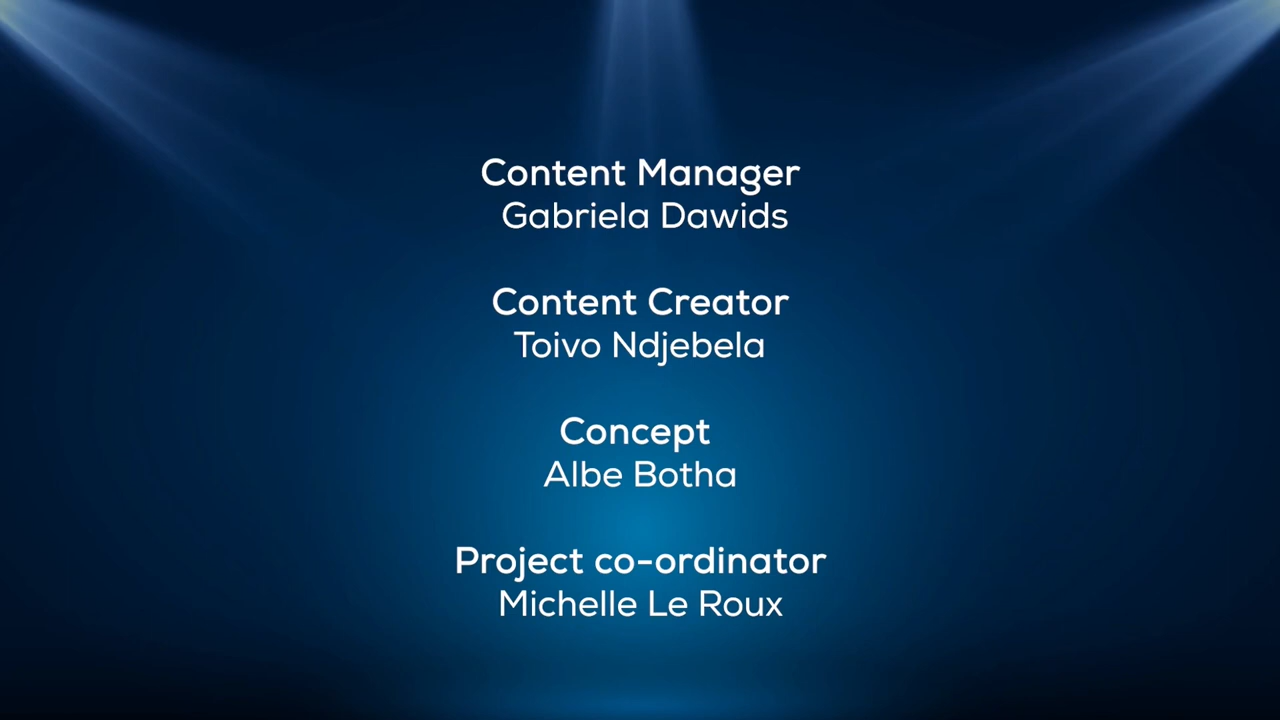 Content Manager
Gabriela Dawids
Content Creator
Toivo Ndjebela
Concept
Albe Botha
Project co-ordinator
Michelle Le Roux